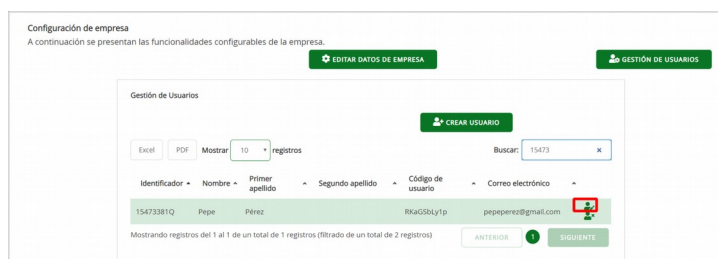 Configuración de empresa
A continuación se presentan las funcionalidades configurables de la empresa.
EDITAR DATOS DE EMPRESA
GESTIÓN DE USUARIOS
Gestión de Usuarios
CREAR USUARIO
Excel PDF Mostrar 10 registros Buscar: 15473 x
Identificador Nombre Primer apellido Segundo apellido Código de usuario Correo electrónico
15473381Q Pepe Pérez RKaGSbLy1p pepeperez@gmail.com
Mostrando registros del 1 al 1 de un total de 1 registros (filtrado de un total de 2 registros) ANTERIOR 1 SIGUIENTE